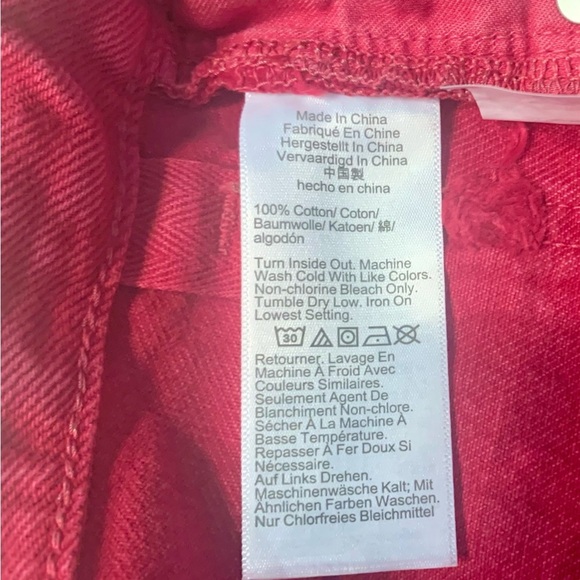 Made In China
Fabriqué En Chine
Hergestellt In China
Vervaardigd In China
中国製
hecho en china
100% Cotton/ Coton/
Baumwolle/ Katoen/ 綿/
algodón
Turn Inside Out. Machine
Wash Cold With Like Colors.
Non-chlorine Bleach Only.
Tumble Dry Low. Iron On
Lowest Setting.
30
Retourner. Lavage En
Machine À Froid Avec
Couleurs Similaires.
Seulement Agent De
Blanchiment Non-chlore.
Sécher À La Machine À
Basse Température.
Repasser À Fer Doux Si
Nécessaire.
Auf Links Drehen.
Maschinenwäsche Kalt; Mit
Ähnlichen Farben Waschen.
Nur Chlorfreies Bleichmittel